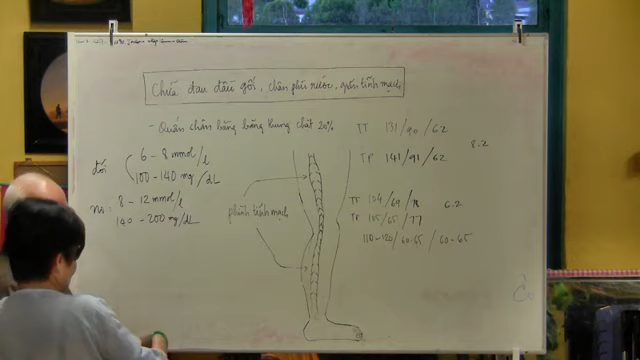 Chữa đau đầu gối, chân phù nước, giãn tĩnh mạch
- Quấn chân bằng băng thung chặt 20%
đói
6 - 8 mmol/l
100 - 140 mg/dL
no:
8 - 12 mmol/L
140 - 200 mg/dL
phình tĩnh mạch
TT 131/90/62
8.2
TP 141/91/62
TT 104/69/78
6.2
TP 105/65/77
110-120/60-65/60-65